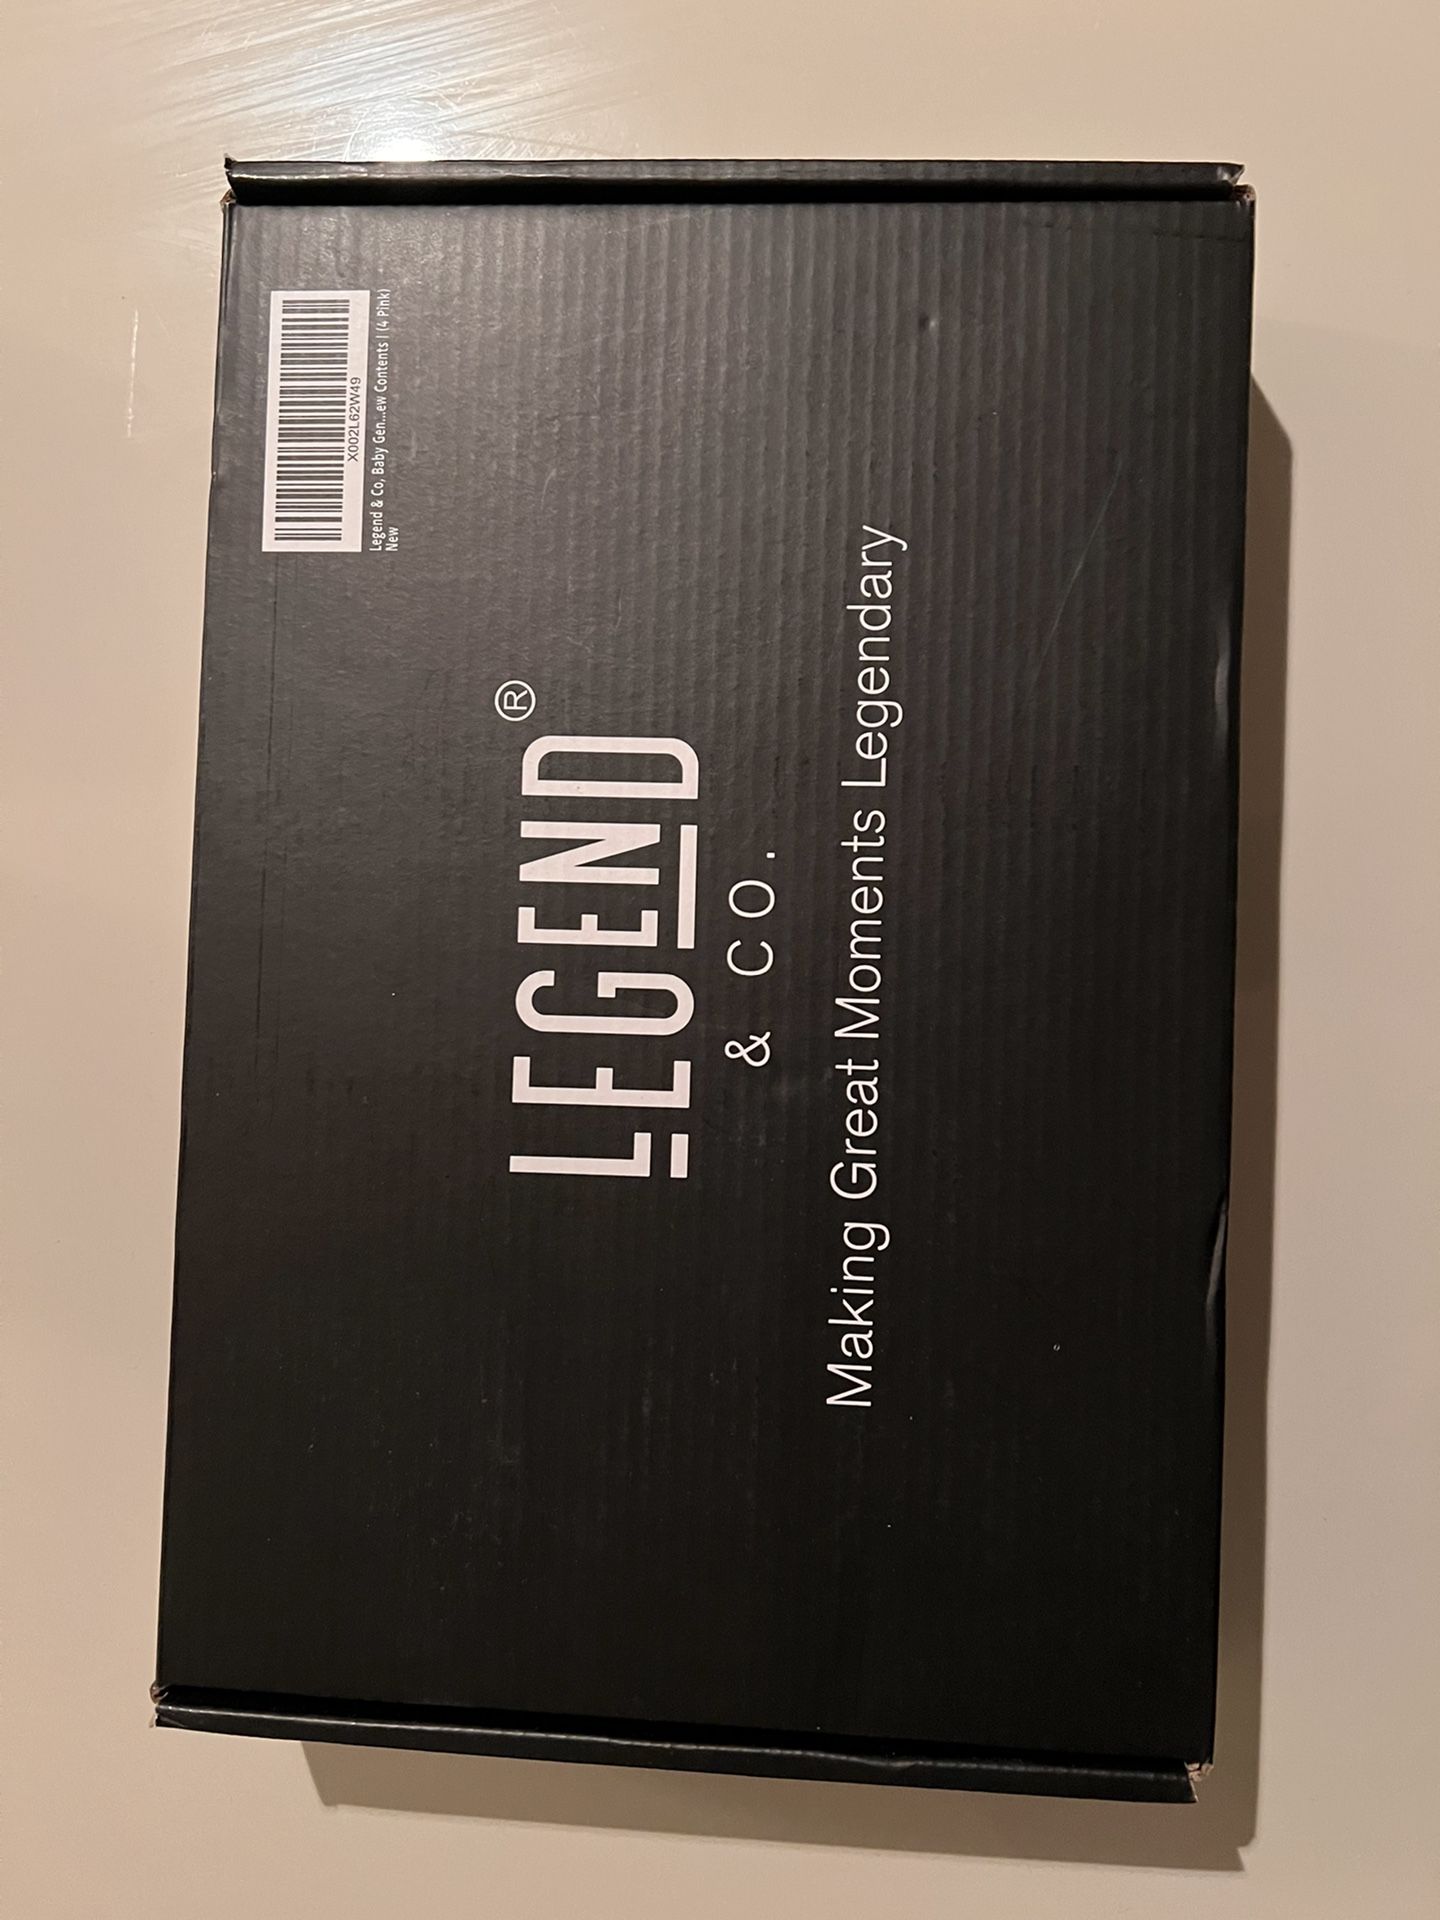 X002L62W49
Legend & Co, Baby Gen...ew Contents | (4 Pink)
New
LEGEND®
& CO.
Making Great Moments Legendary